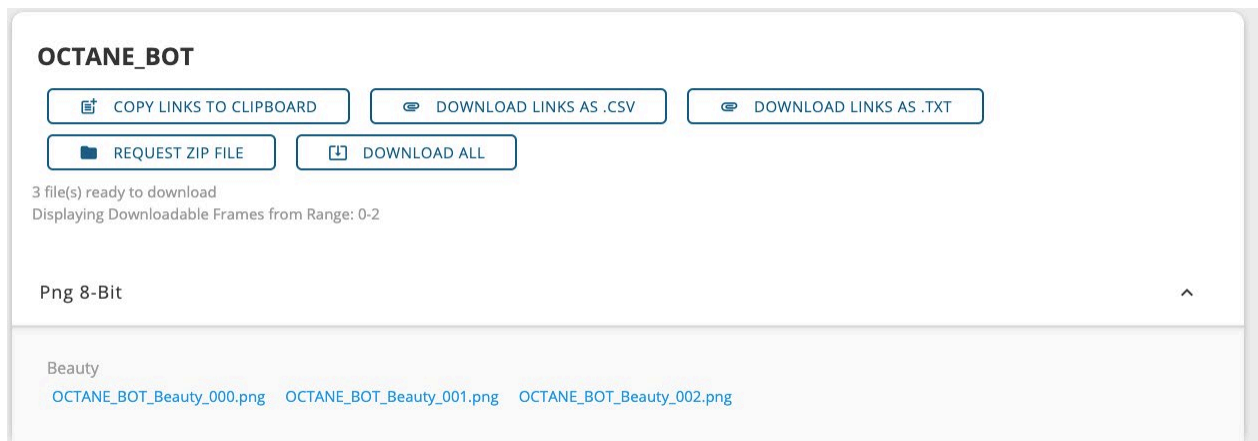 OCTANE_BOT
COPY LINKS TO CLIPBOARD DOWNLOAD LINKS AS .CSV DOWNLOAD LINKS AS .TXT
REQUEST ZIP FILE DOWNLOAD ALL
3 file(s) ready to download
Displaying Downloadable Frames from Range: 0-2
Png 8-Bit
Beauty
OCTANE_BOT_Beauty_000.png OCTANE_BOT_Beauty_001.png OCTANE_BOT_Beauty_002.png